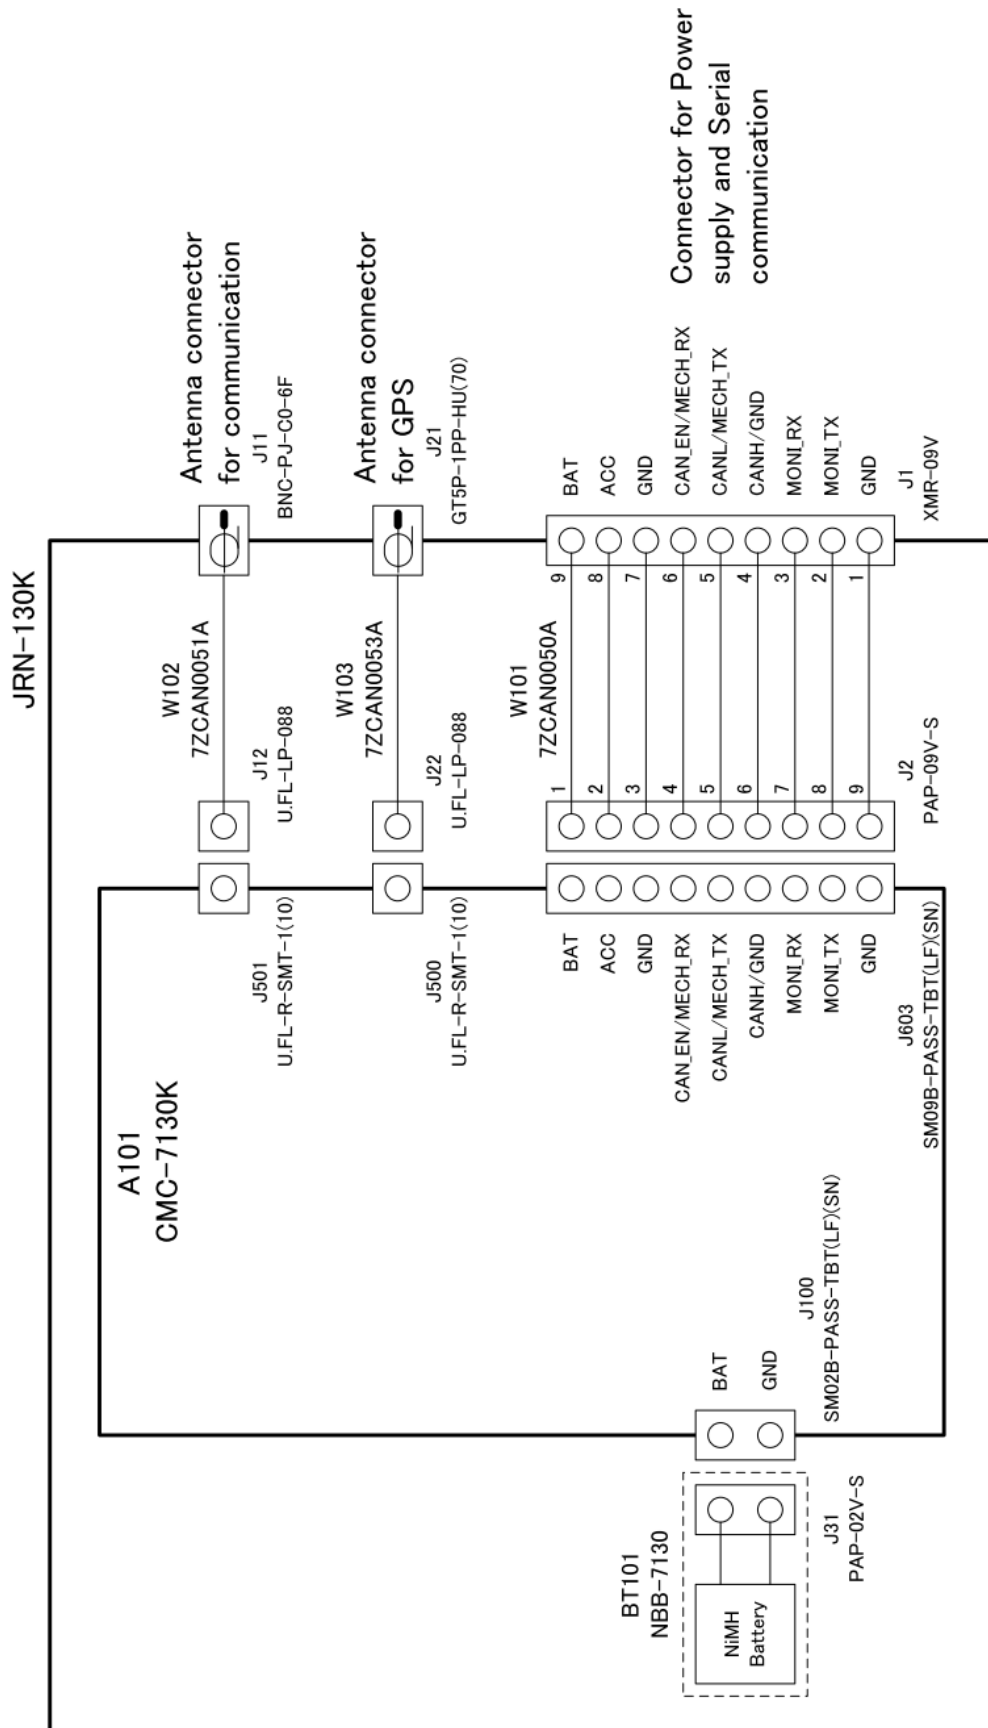 JRN-130K
A101
CMC-7130K
W102
7ZCAN0051A
J501
U.FL-R-SMT-1(10)
J12
U.FL-LP-088
Antenna connector
for communication
J11
BNC-PJ-C0-6F
W103
7ZCAN0053A
J500
U.FL-R-SMT-1(10)
J22
U.FL-LP-088
Antenna connector
for GPS
J21
GT5P-1PP-HU(70)
W101
7ZCAN0050A
BAT
1
9
BAT
ACC
2
8
ACC
GND
3
7
GND
CAN_EN/MECH_RX
4
6
CAN_EN/MECH_RX
CANL/MECH_TX
5
5
CANL/MECH_TX
CANH/GND
6
4
CANH/GND
MONI_RX
7
3
MONI_RX
MONI_TX
8
2
MONI_TX
GND
9
1
GND
J603
SM09B-PASS-TBT(LF)(SN)
J2
PAP-09V-S
J1
XMR-09V
Connector for Power
supply and Serial
communication
BT101
NBB-7130
NiMH
Battery
BAT
GND
J31
PAP-02V-S
J100
SM02B-PASS-TBT(LF)(SN)